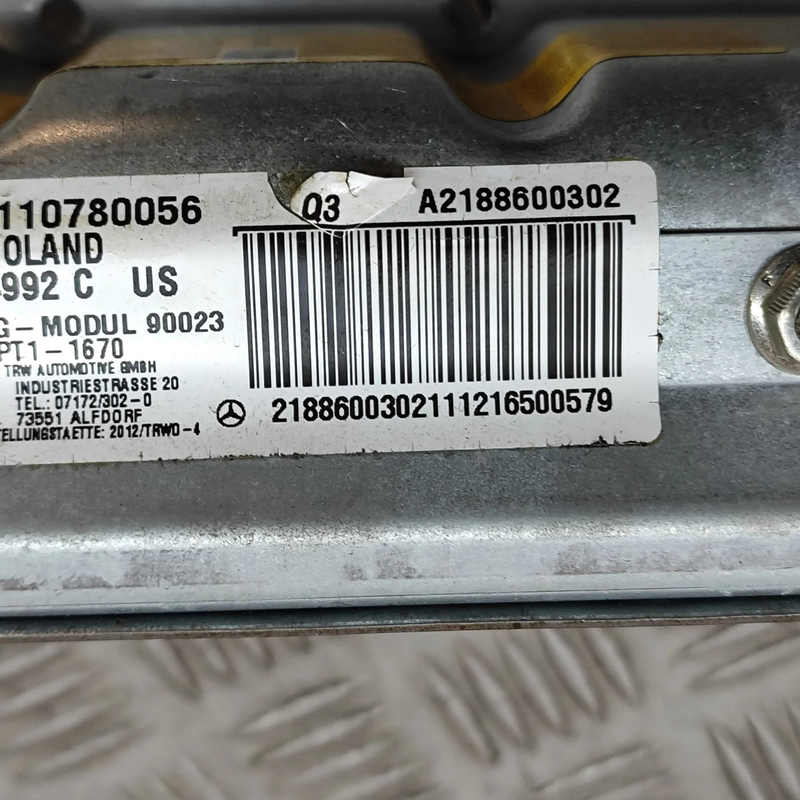 110780056
OLAND
992 C US
G-MODUL 90023
PT1-1670
TRW AUTOMOTIVE GMBH
INDUSTRIESTRASSE 20
TEL.: 07172/302-0
73551 ALFDORF
TELLUNGSTAETTE: 2012/TRWO-4
Q3 A2188600302
2188600302111216500579